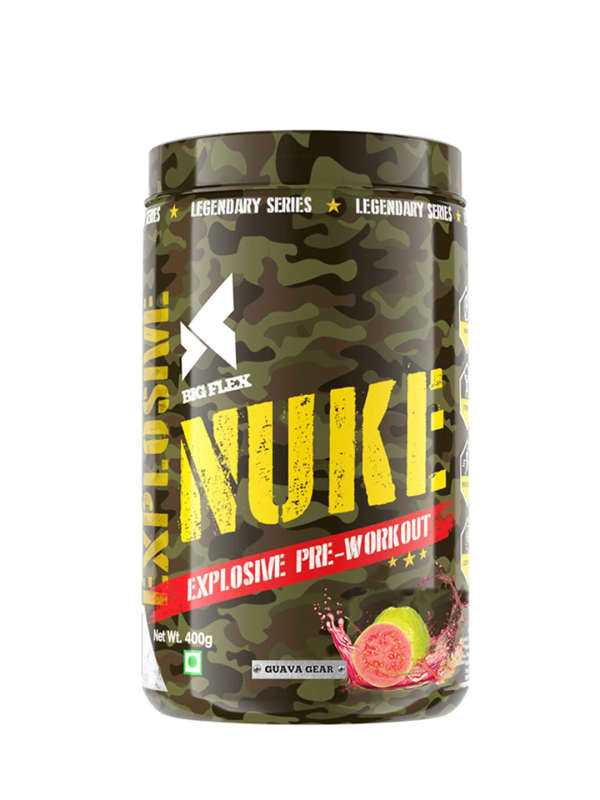 ERIES ★ LEGENDARY SERIES ★ LEGENDARY SERIES ★
EXPLOSIVE
BIG FLEX
NUKE
EXPLOSIVE PRE-WORKOUT
Net Wt. 400g
GUAVA GEAR